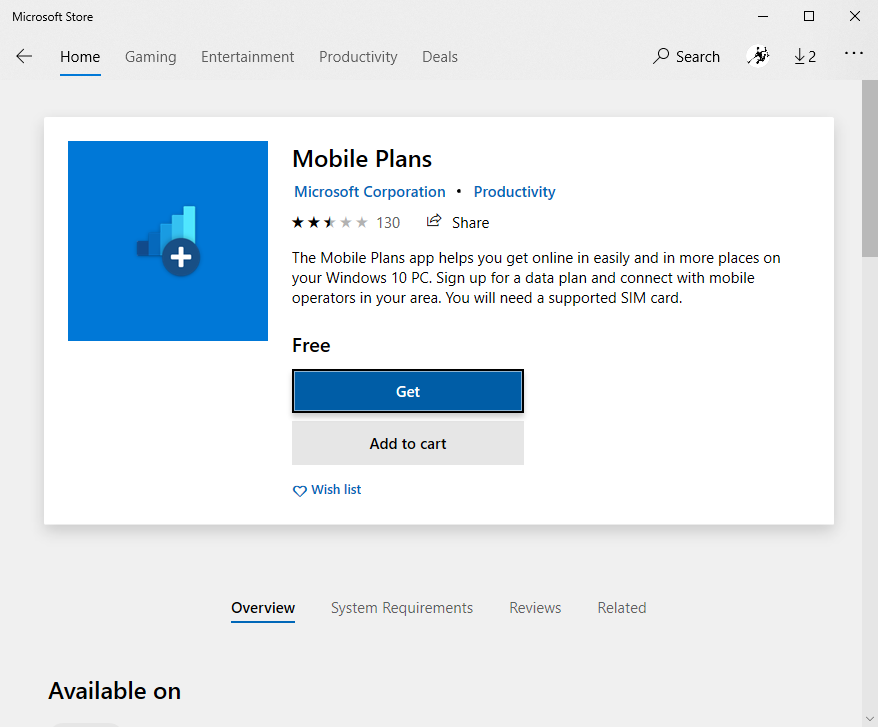 Microsoft Store
Home Gaming Entertainment Productivity Deals Search 2
Mobile Plans
Microsoft Corporation • Productivity
130 Share
The Mobile Plans app helps you get online in easily and in more places on
your Windows 10 PC. Sign up for a data plan and connect with mobile
operators in your area. You will need a supported SIM card.
Free
Get
Add to cart
Wish list
Overview System Requirements Reviews Related
Available on